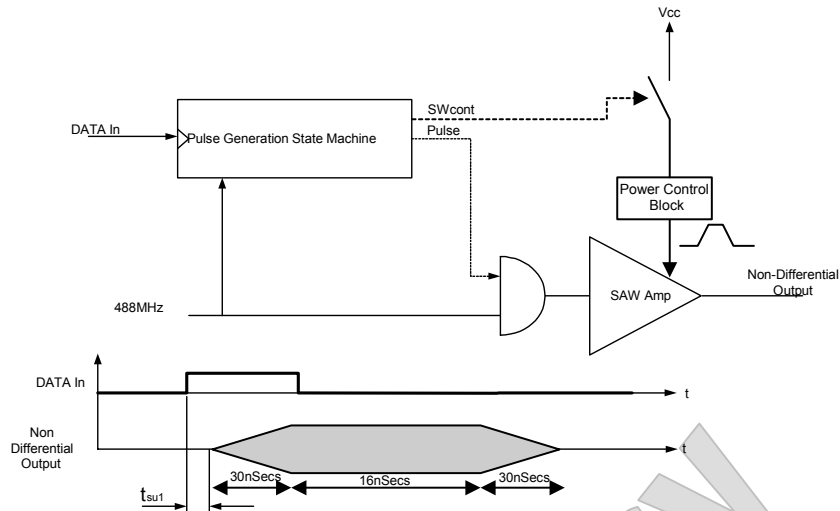 Vcc
SWcont
DATA In
Pulse Generation State Machine
Pulse
Power Control
Block
Non-Differential
Output
SAW Amp
488MHz
DATA In
t
Non
Differential
Output
t
30nSecs
16nSecs
30nSecs
tsu1